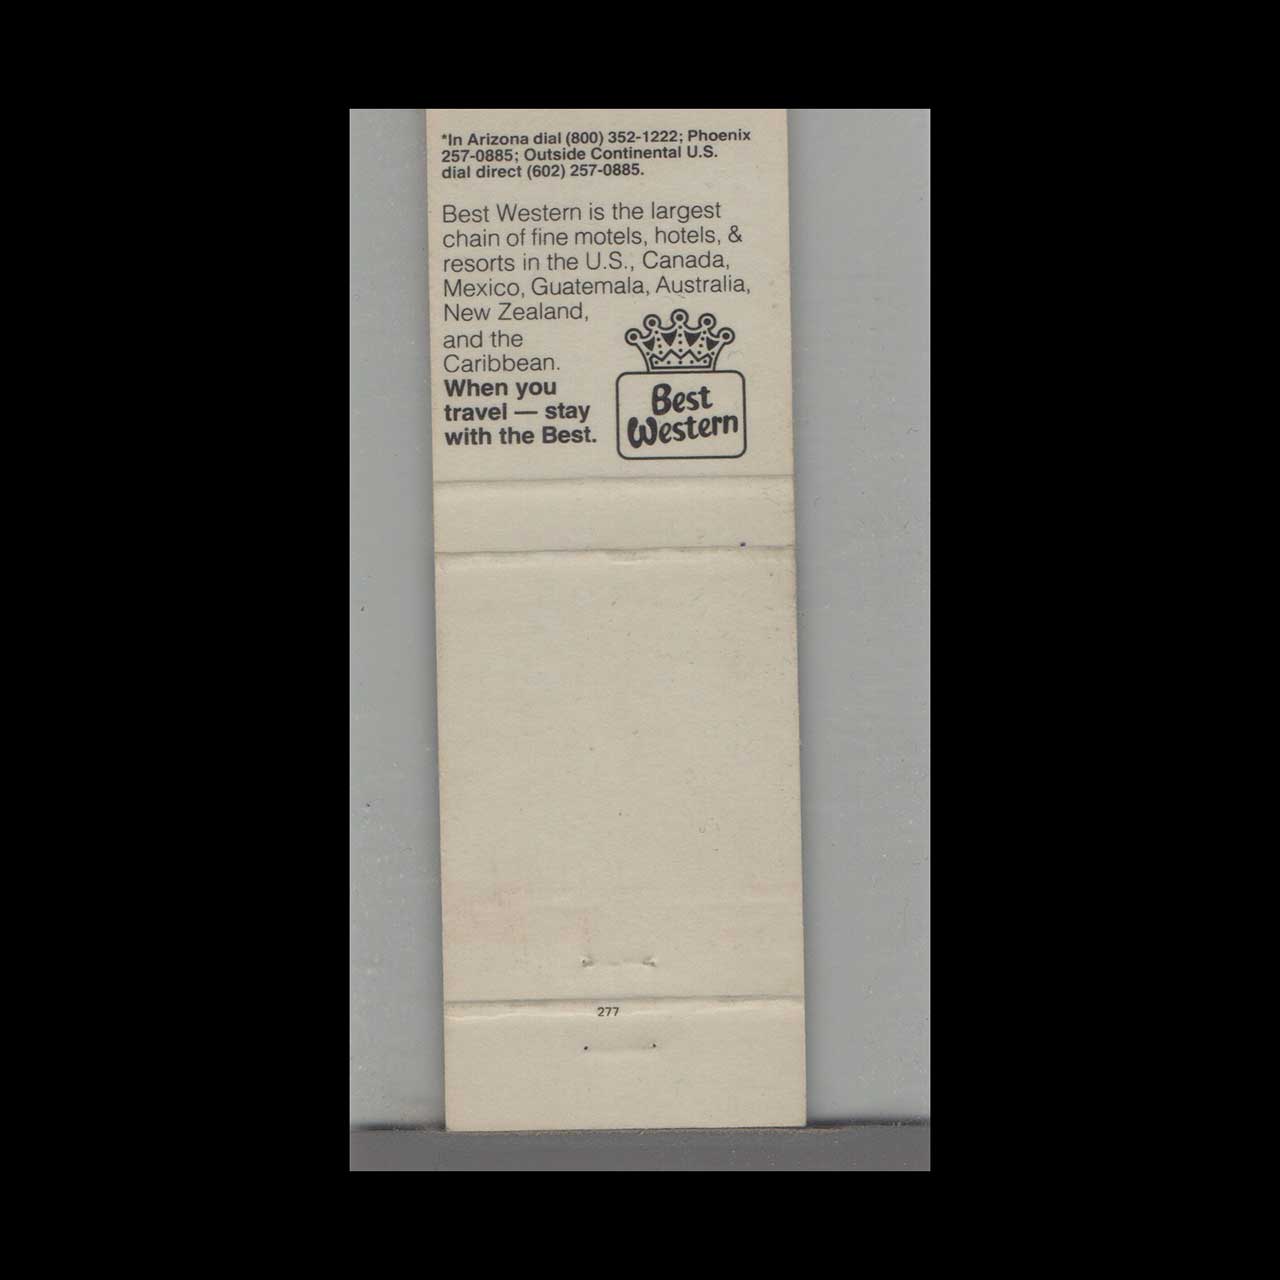 *In Arizona dial (800) 352-1222; Phoenix
257-0885; Outside Continental U.S.
dial direct (602) 257-0885.
Best Western is the largest
chain of fine motels, hotels, &
resorts in the U.S., Canada,
Mexico, Guatemala, Australia,
New Zealand,
and the
Caribbean.
When you
travel — stay
with the Best.
Best
Western
277